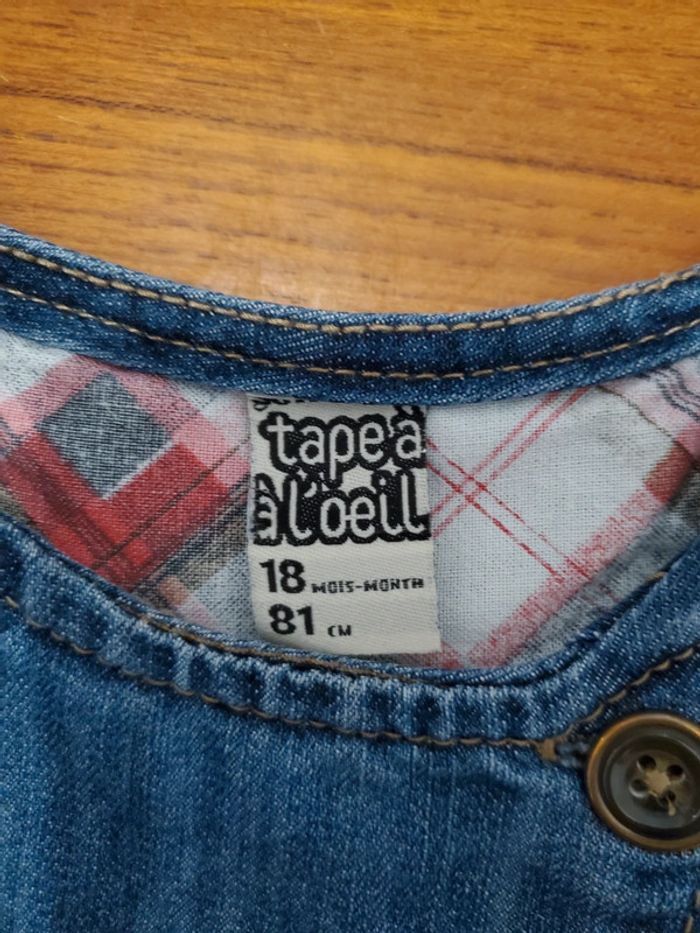 tape à
à l'oeil
18 MOIS-MONTH
81 CM